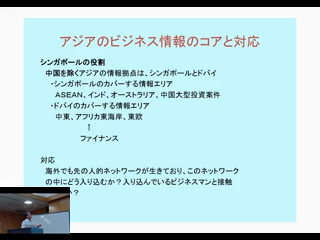 アジアのビジネス情報のコアと対応
シンガポールの役割
中国を除くアジアの情報拠点は、シンガポールとドバイ
・シンガポールのカバーする情報エリア
ASEAN、インド、オーストラリア、中国大型投資案件
・ドバイのカバーする情報エリア
中東、アフリカ東海岸、東欧
↑
ファイナンス
対応
海外でも先の人的ネットワークが生きており、このネットワーク
の中にどう入り込むか?入り込んでいるビジネスマンと接触
か?